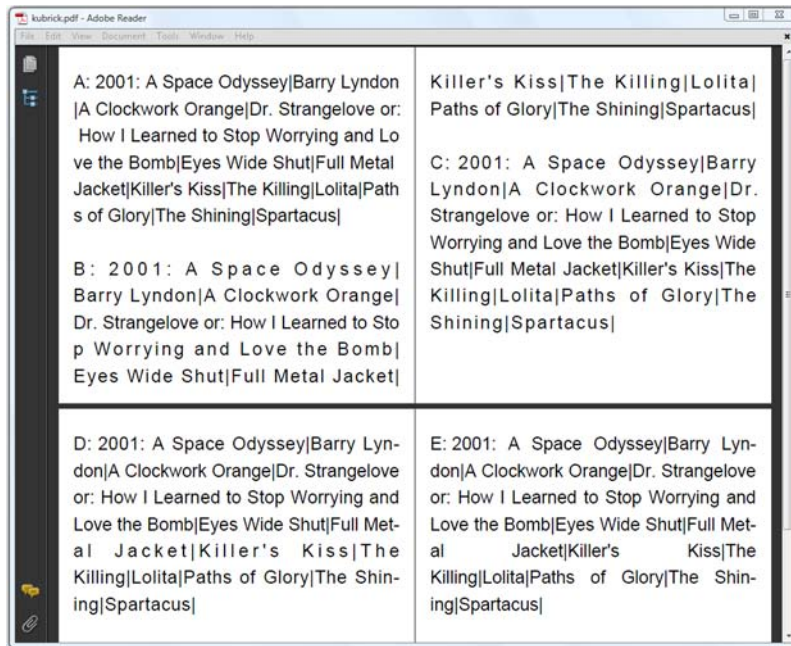 kubrick.pdf - Adobe Reader
File Edit View Document Tools Window Help
A: 2001: A Space Odyssey|Barry Lyndon
|A Clockwork Orange|Dr. Strangelove or:
How I Learned to Stop Worrying and Lo
ve the Bomb|Eyes Wide Shut|Full Metal
Jacket|Killer's Kiss|The Killing|Lolita|Path
s of Glory|The Shining|Spartacus|
B: 2001: A Space Odyssey|
Barry Lyndon|A Clockwork Orange|
Dr. Strangelove or: How I Learned to Sto
p Worrying and Love the Bomb|
Eyes Wide Shut|Full Metal Jacket|
Killer's Kiss|The Killing|Lolita|
Paths of Glory|The Shining|Spartacus|
C: 2001: A Space Odyssey|Barry
Lyndon|A Clockwork Orange|Dr.
Strangelove or: How I Learned to Stop
Worrying and Love the Bomb|Eyes Wide
Shut|Full Metal Jacket|Killer's Kiss|The
Killing|Lolita|Paths of Glory|The
Shining|Spartacus|
D: 2001: A Space Odyssey|Barry Lyn-
don|A Clockwork Orange|Dr. Strangelove
or: How I Learned to Stop Worrying and
Love the Bomb|Eyes Wide Shut|Full Met-
al Jacket|Killer's Kiss|The
Killing|Lolita|Paths of Glory|The Shin-
ing|Spartacus|
E: 2001: A Space Odyssey|Barry Lyn-
don|A Clockwork Orange|Dr. Strangelove
or: How I Learned to Stop Worrying and
Love the Bomb|Eyes Wide Shut|Full Met-
al Jacket|Killer's Kiss|The
Killing|Lolita|Paths of Glory|The Shin-
ing|Spartacus|